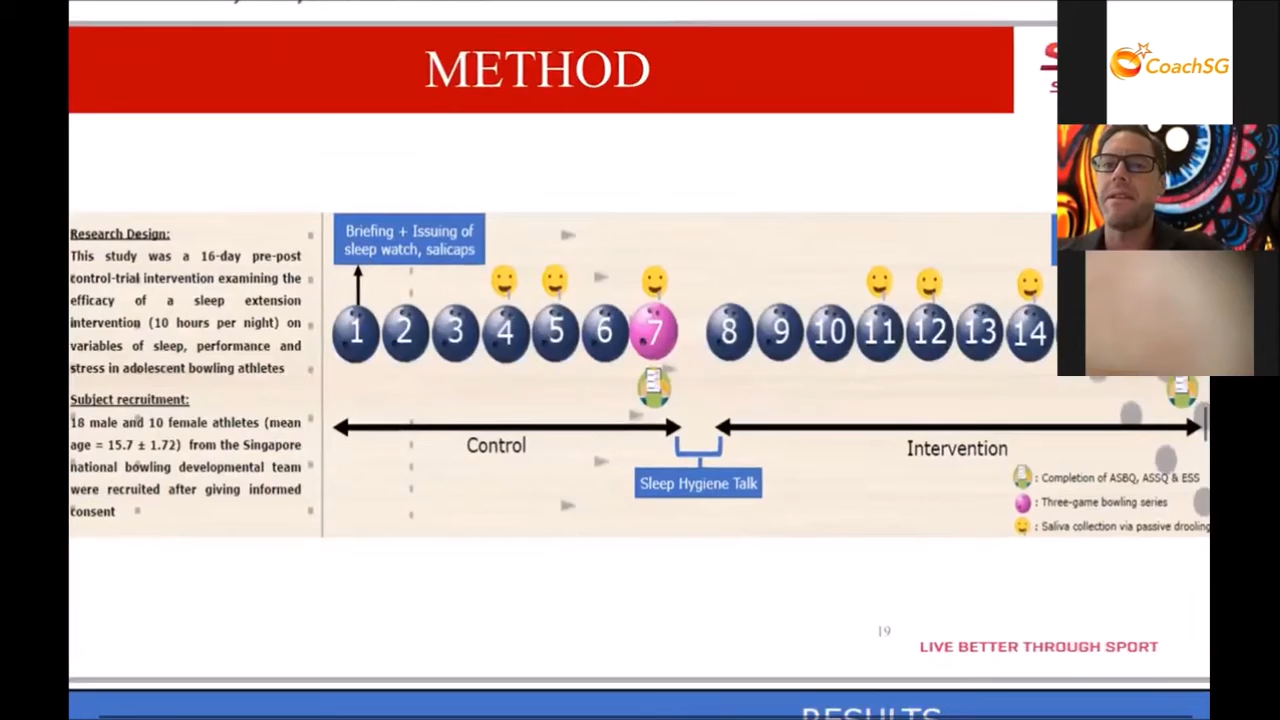 METHOD
CoachSG
Research Design:
This study was a 16-day pre-post
control-trial intervention examining the
efficacy of a sleep extension
intervention (10 hours per night) on
variables of sleep, performance and
stress in adolescent bowling athletes
Subject recruitment:
18 male and 10 female athletes (mean
age = 15.7 ± 1.72) from the Singapore
national bowling developmental team
were recruited after giving informed
consent
Briefing + Issuing of
sleep watch, salicaps
1 2 3 4 5 6 7 8 9 10 11 12 13 14
Control
Intervention
Sleep Hygiene Talk
: Completion of ASBQ, ASSQ & ESS
: Three-game bowling series
: Saliva collection via passive drooling
19
LIVE BETTER THROUGH SPORT
RESULTS